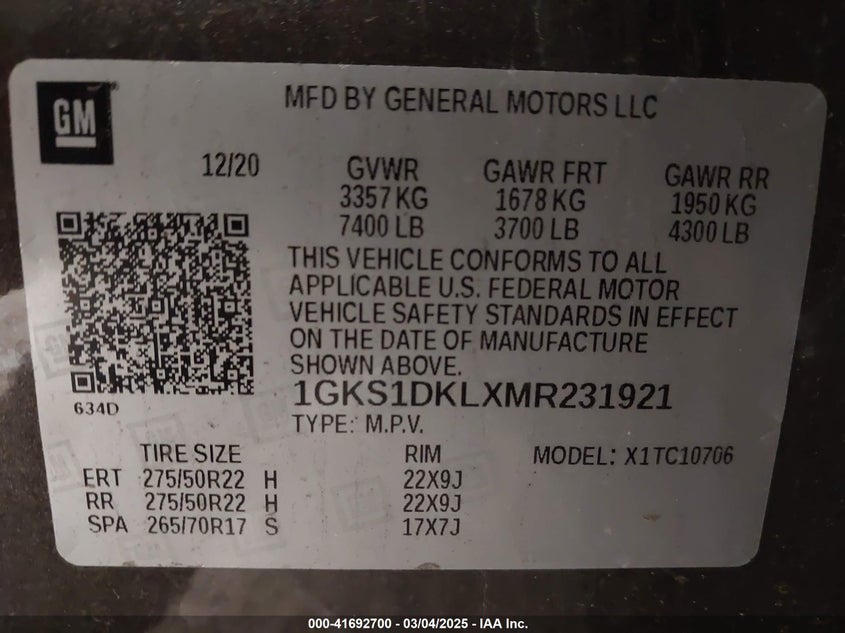 GM
MFD BY GENERAL MOTORS LLC
12/20 GVWR GAWR FRT GAWR RR
3357 KG 1678 KG 1950 KG
7400 LB 3700 LB 4300 LB
THIS VEHICLE CONFORMS TO ALL
APPLICABLE U.S. FEDERAL MOTOR
VEHICLE SAFETY STANDARDS IN EFFECT
ON THE DATE OF MANUFACTURE
SHOWN ABOVE.
634D
1GKS1DKLXMR231921
TYPE: M.P.V.
TIRE SIZE RIM MODEL: X1TC10706
FRT 275/50R22 H 22X9J
RR 275/50R22 H 22X9J
SPA 265/70R17 S 17X7J
000-41692700 - 03/04/2025 - IAA Inc.